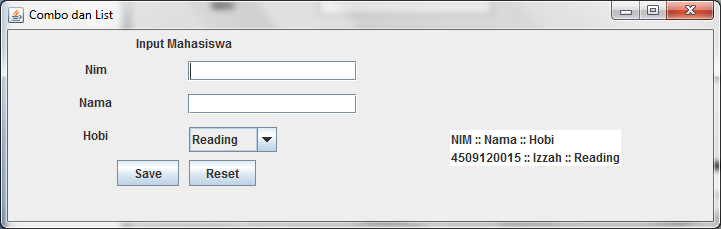 Combo dan List
Input Mahasiswa
Nim
Nama
Hobi
Reading
Save
Reset
NIM :: Nama :: Hobi
4509120015 :: Izzah :: Reading